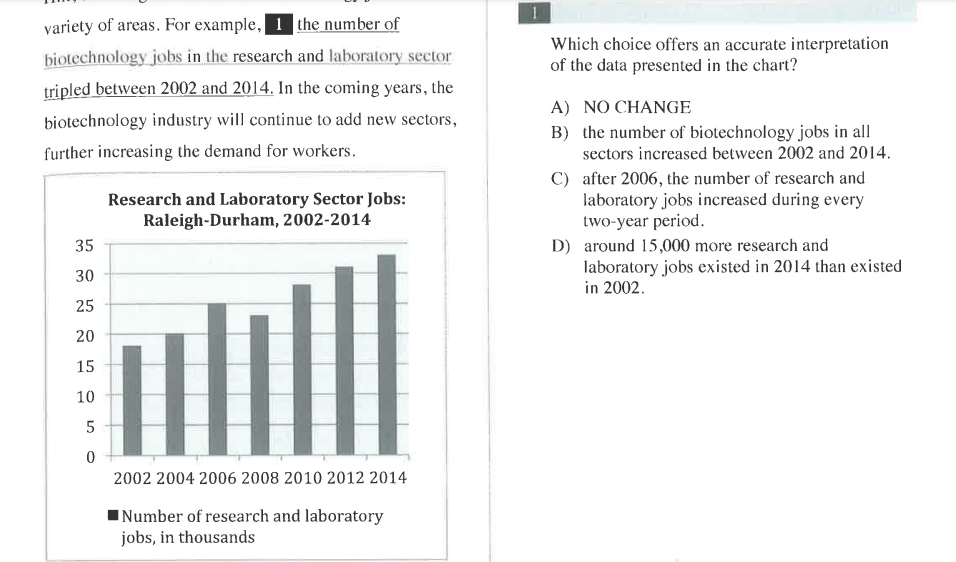 variety of areas. For example, 1 the number of
biotechnology jobs in the research and laboratory sector
tripled between 2002 and 2014. In the coming years, the
biotechnology industry will continue to add new sectors,
further increasing the demand for workers.
Research and Laboratory Sector Jobs:
Raleigh-Durham, 2002-2014
35
30
25
20
15
10
5
0
2002 2004 2006 2008 2010 2012 2014
Number of research and laboratory
jobs, in thousands
1
Which choice offers an accurate interpretation
of the data presented in the chart?
A) NO CHANGE
B) the number of biotechnology jobs in all
sectors increased between 2002 and 2014.
C) after 2006, the number of research and
laboratory jobs increased during every
two-year period.
D) around 15,000 more research and
laboratory jobs existed in 2014 than existed
in 2002.